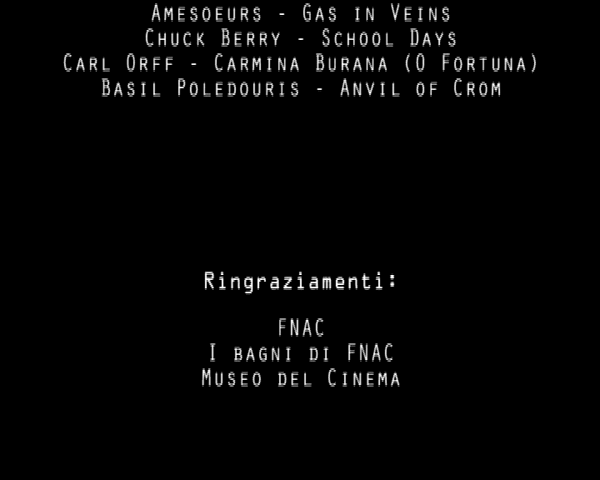 Amesoeurs - Gas in Veins
Chuck Berry - School Days
Carl Orff - Carmina Burana (O Fortuna)
Basil Poledouris - Anvil of Crom
Ringraziamenti:
FNAC
I bagni di FNAC
Museo del Cinema